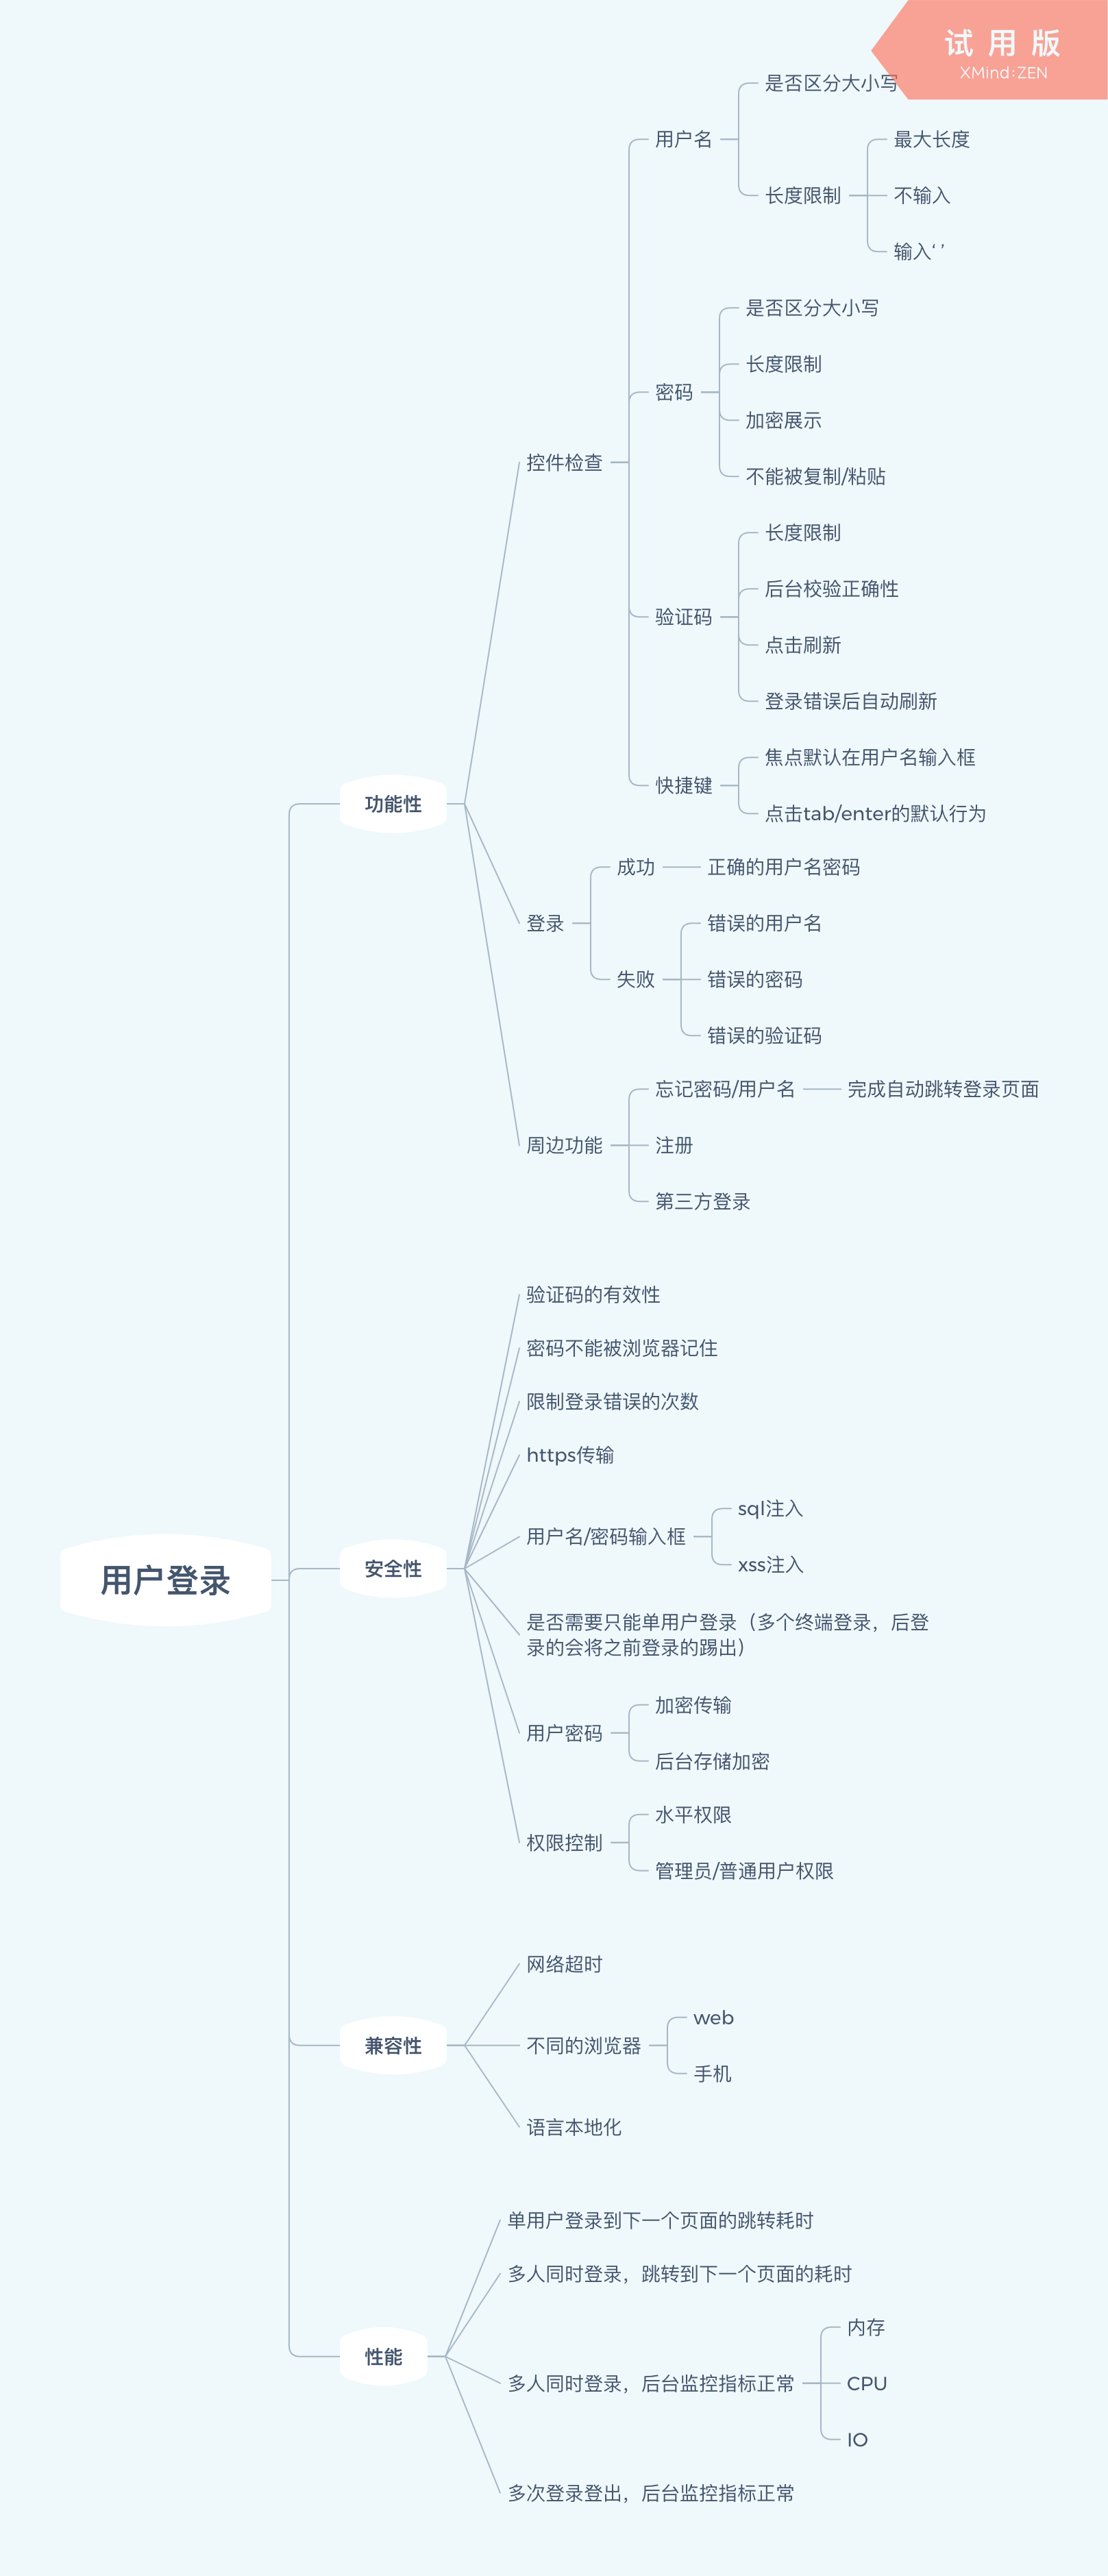 试用版
XMind:ZEN
用户登录
功能性
控件检查
用户名
是否区分大小写
长度限制
最大长度
不输入
输入‘ ’
密码
是否区分大小写
长度限制
加密展示
不能被复制/粘贴
验证码
长度限制
后台校验正确性
点击刷新
登录错误后自动刷新
快捷键
焦点默认在用户名输入框
点击tab/enter的默认行为
登录
成功
正确的用户名密码
失败
错误的用户名
错误的密码
错误的验证码
周边功能
忘记密码/用户名
完成自动跳转登录页面
注册
第三方登录
安全性
验证码的有效性
密码不能被浏览器记住
限制登录错误的次数
https传输
用户名/密码输入框
sql注入
xss注入
是否需要只能单用户登录（多个终端登录，后登
录的会将之前登录的踢出）
用户密码
加密传输
后台存储加密
权限控制
水平权限
管理员/普通用户权限
兼容性
网络超时
不同的浏览器
web
手机
语言本地化
性能
单用户登录到下一个页面的跳转耗时
多人同时登录，跳转到下一个页面的耗时
多人同时登录，后台监控指标正常
内存
CPU
IO
多次登录登出，后台监控指标正常